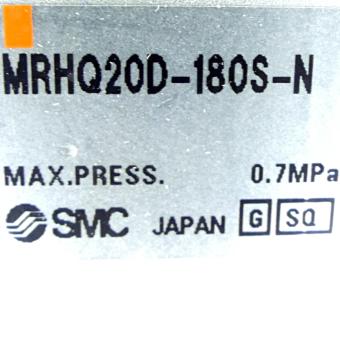 MRHQ20D-180S-N
MAX.PRESS. 0.7MPa
SMC JAPAN G SQ